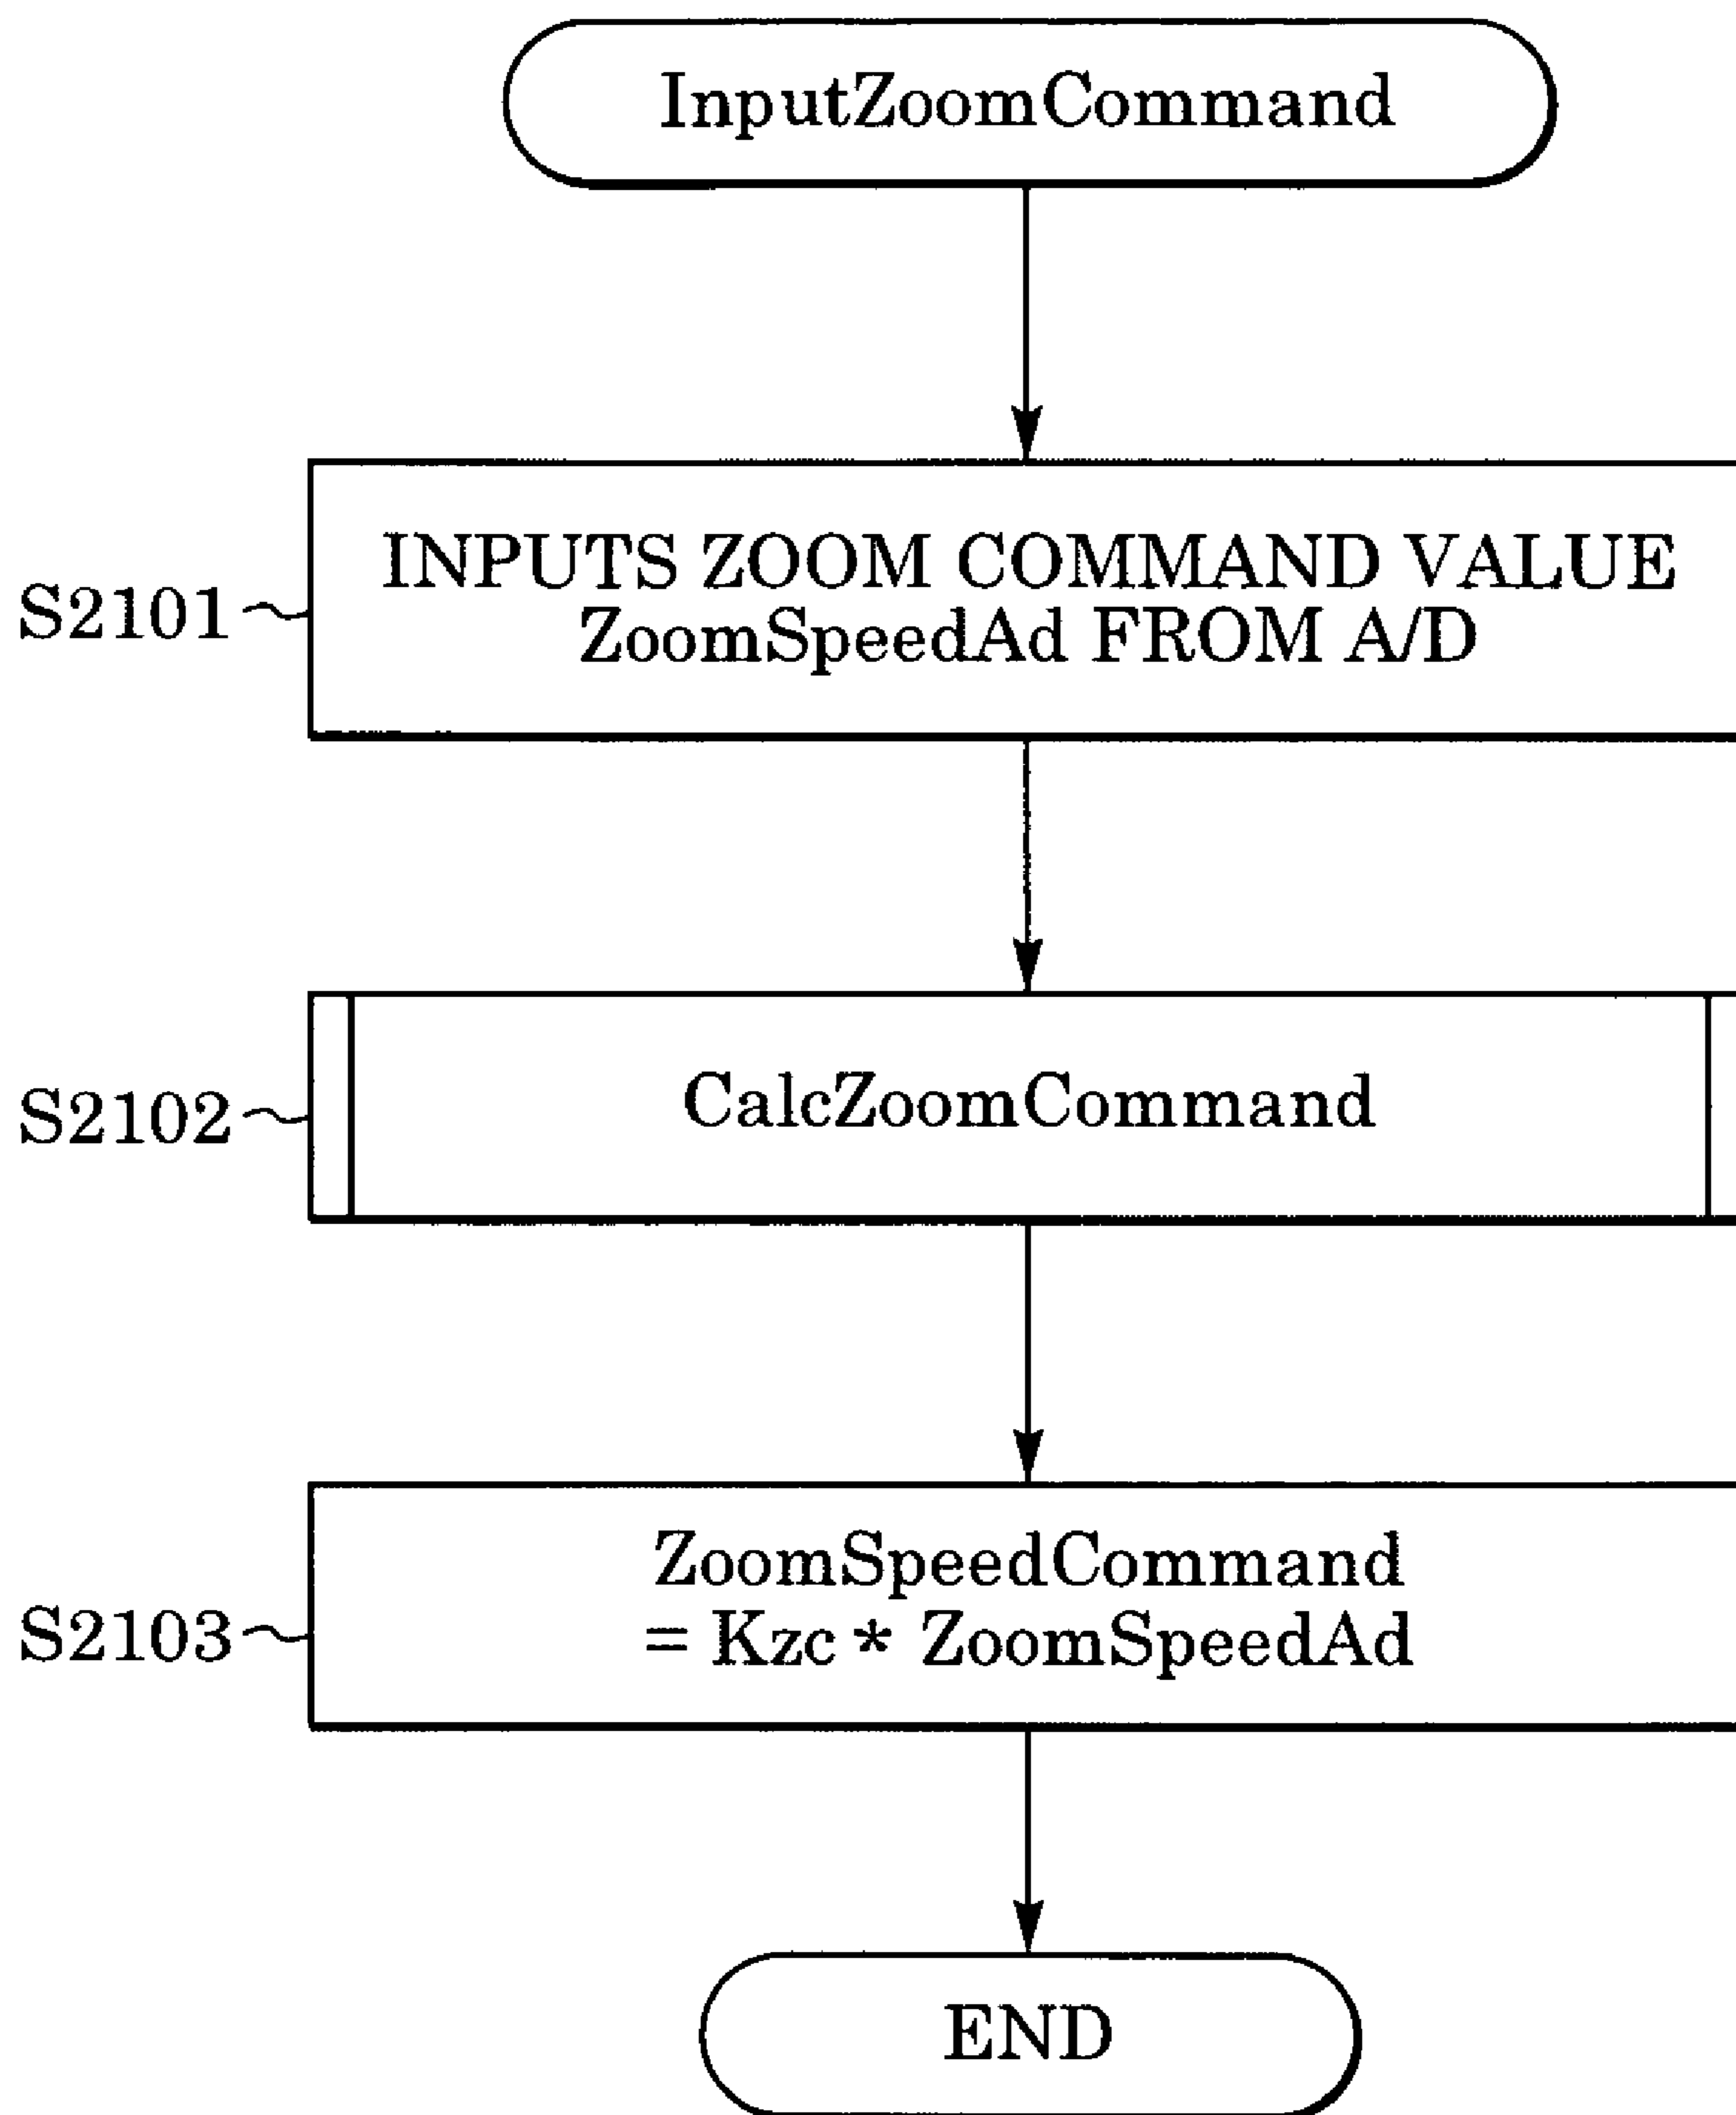 InputZoomCommand
INPUTS ZOOM COMMAND VALUE
ZoomSpeedAd FROM A/D
S2101
CalcZoomCommand
S2102
ZoomSpeedCommand
= Kzc * ZoomSpeedAd
S2103
END